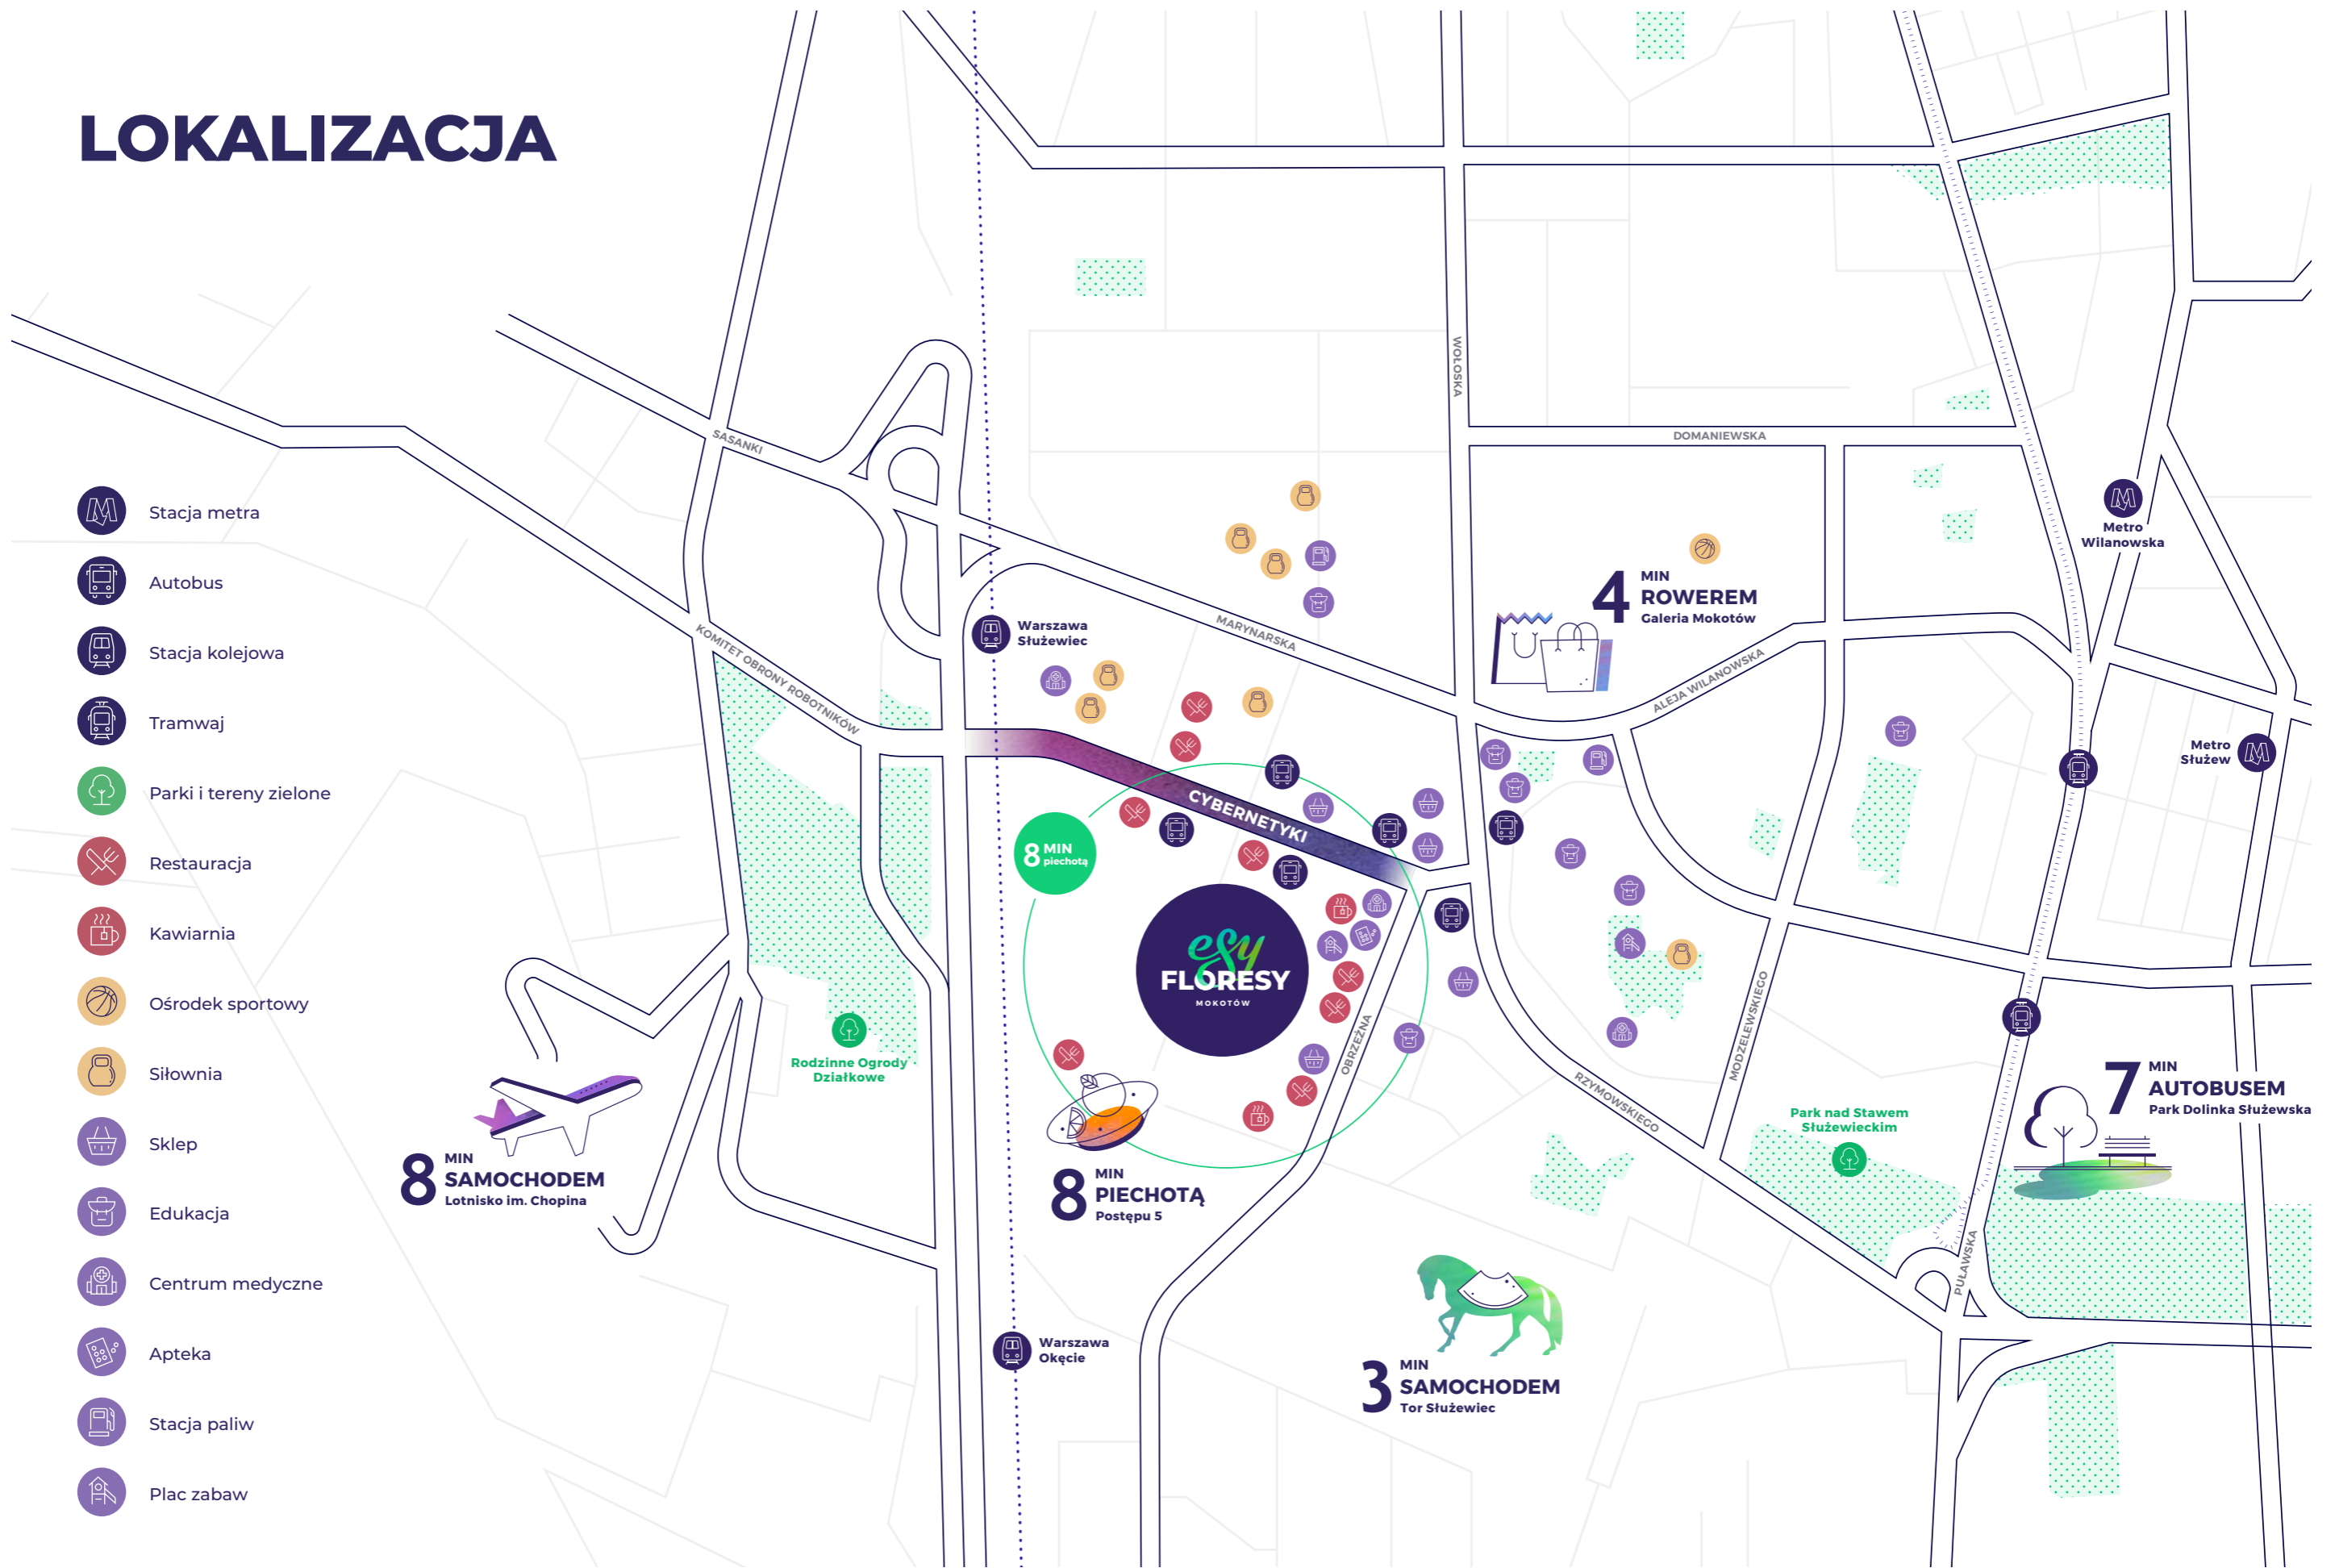 LOKALIZACJA
Stacja metra
Autobus
Stacja kolejowa
Tramwaj
Parki i tereny zielone
Restauracja
Kawiarnia
Ośrodek sportowy
Siłownia
Sklep
Edukacja
Centrum medyczne
Apteka
Stacja paliw
Plac zabaw
SASANKI
KOMITET OBRONY ROBOTNIKÓW
WOŁOSKA
DOMANIEWSKA
MARYNARSKA
ALEJA WILANOWSKA
CYBERNETYKI
OBRZEŻNA
MODZELEWSKIEGO
RZYMOWSKIEGO
PUŁAWSKA
Warszawa
Służewiec
Metro
Wilanowska
Metro
Służew
4 MIN
ROWEREM
Galeria Mokotów
8 MIN
piechotą
esy
FLORESY
MOKOTÓW
Rodzinne Ogrody
Działkowe
8 MIN
SAMOCHODEM
Lotnisko im. Chopina
8 MIN
PIECHOTĄ
Postępu 5
Park nad Stawem
Służewieckim
7 MIN
AUTOBUSEM
Park Dolinka Służewska
Warszawa
Okęcie
3 MIN
SAMOCHODEM
Tor Służewiec